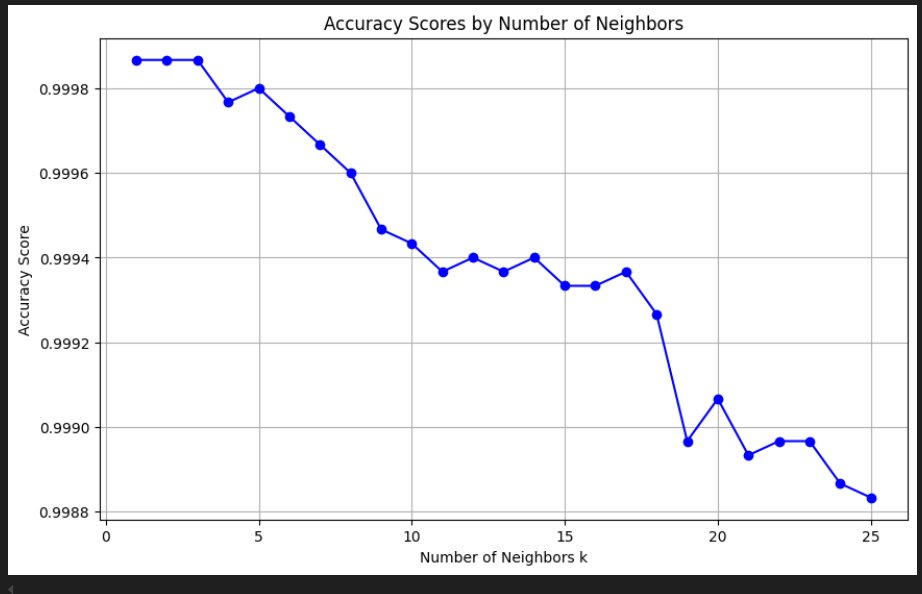 Accuracy Scores by Number of Neighbors
0.9998
0.9996
0.9994
0.9992
0.9990
0.9988
Accuracy Score
0 5 10 15 20 25
Number of Neighbors k